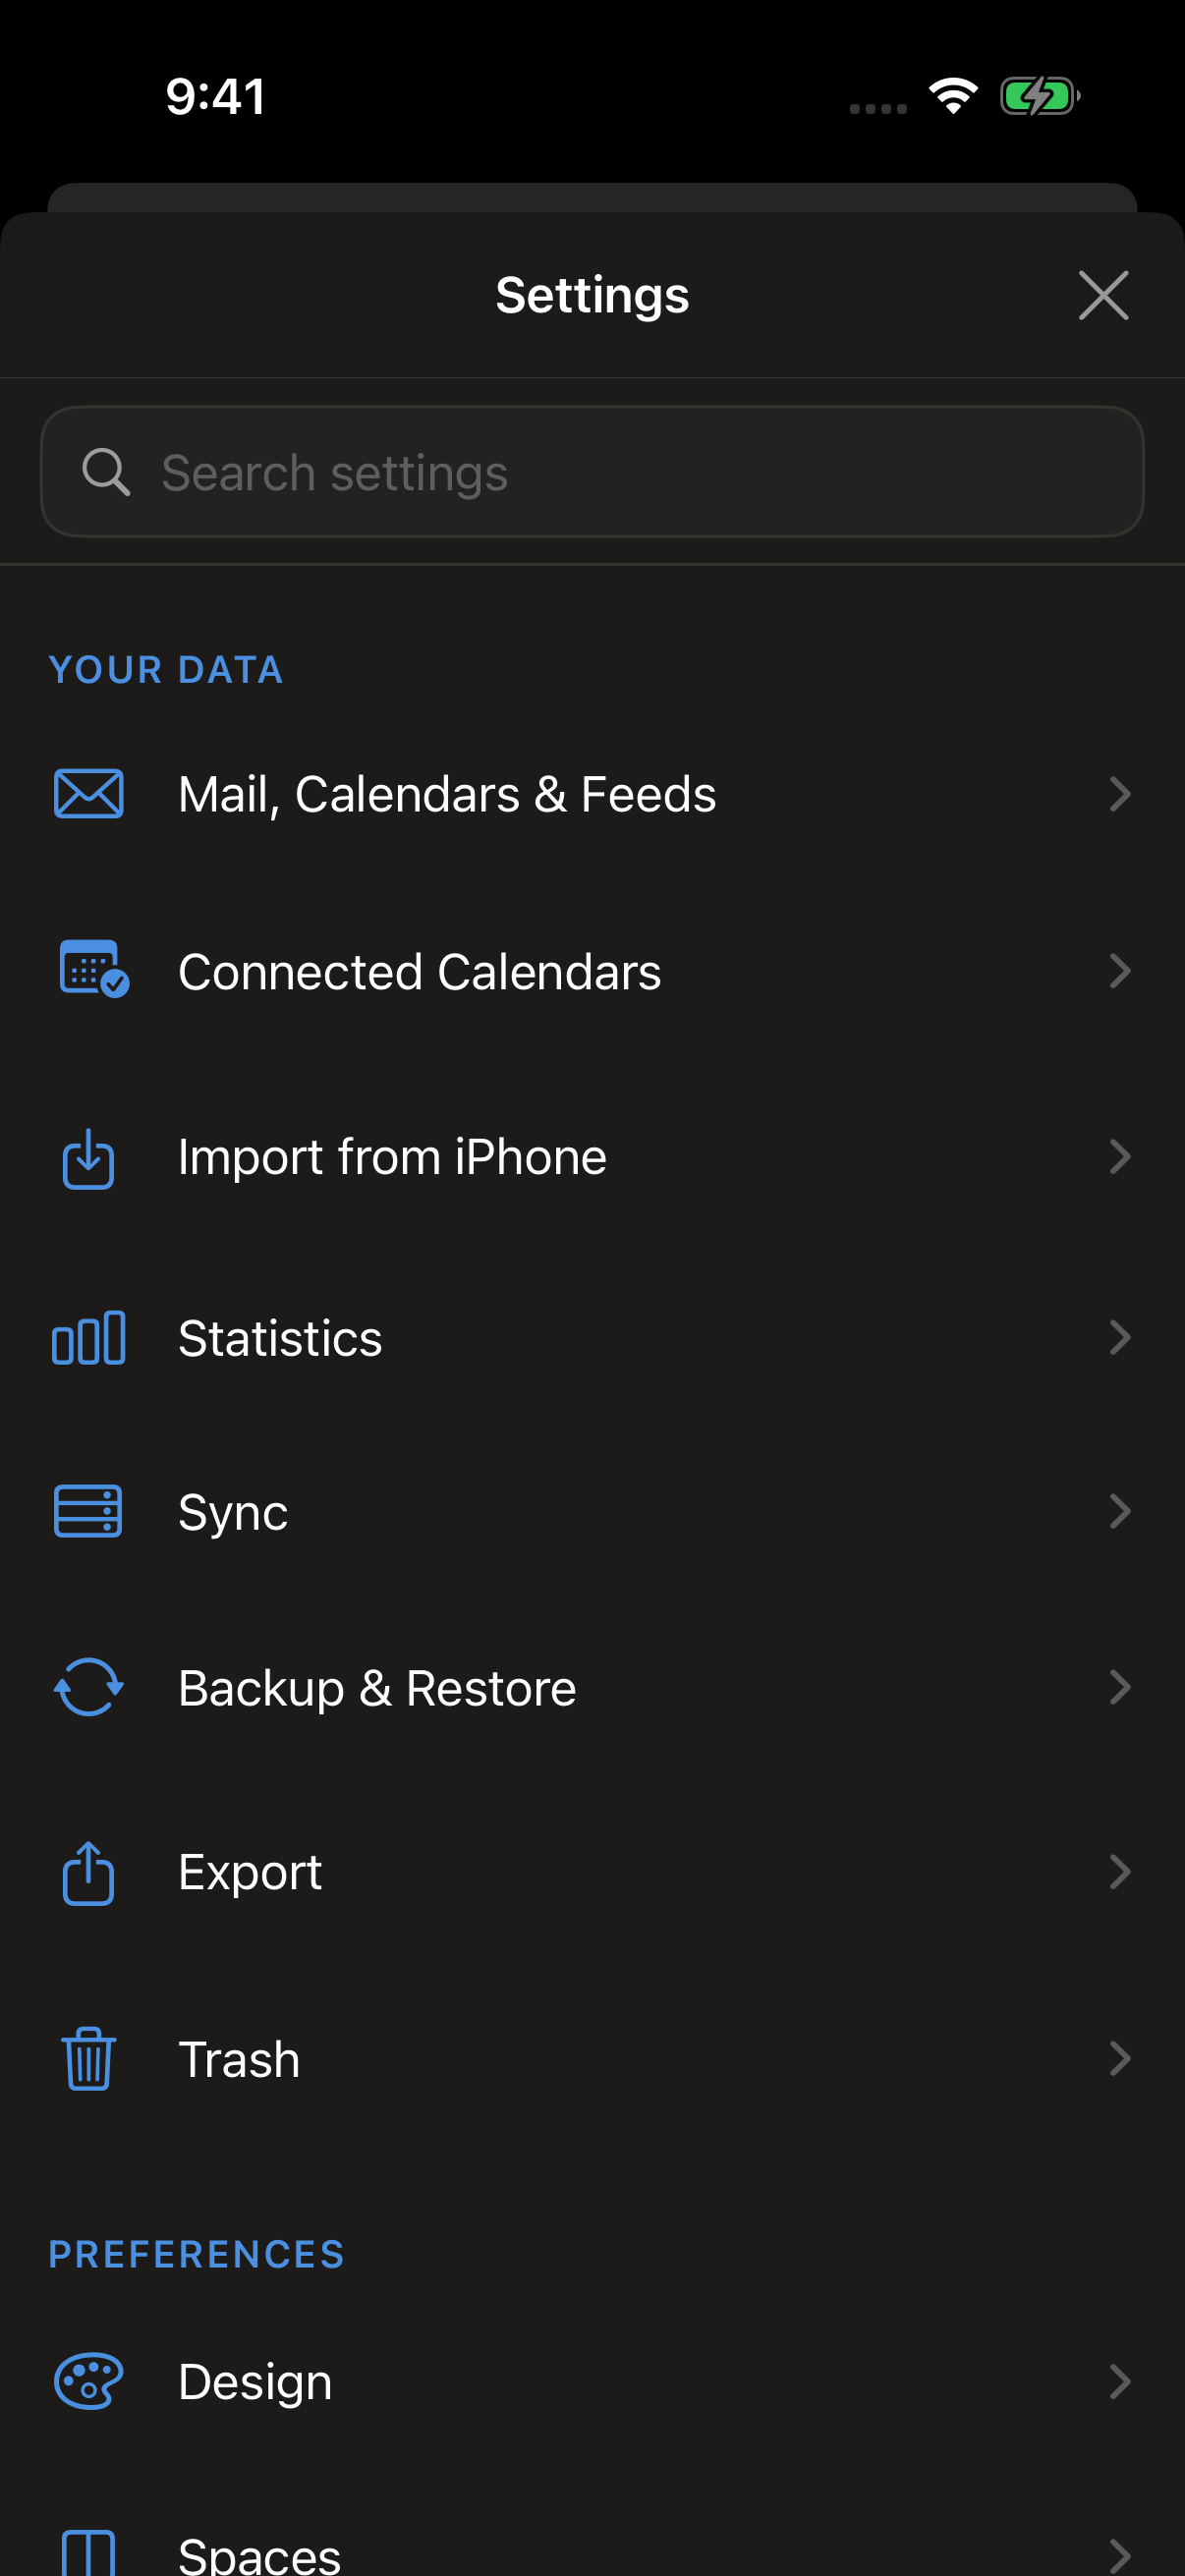 9:41
Settings
Search settings
YOUR DATA
Mail, Calendars & Feeds
Connected Calendars
Import from iPhone
Statistics
Sync
Backup & Restore
Export
Trash
PREFERENCES
Design
Spaces